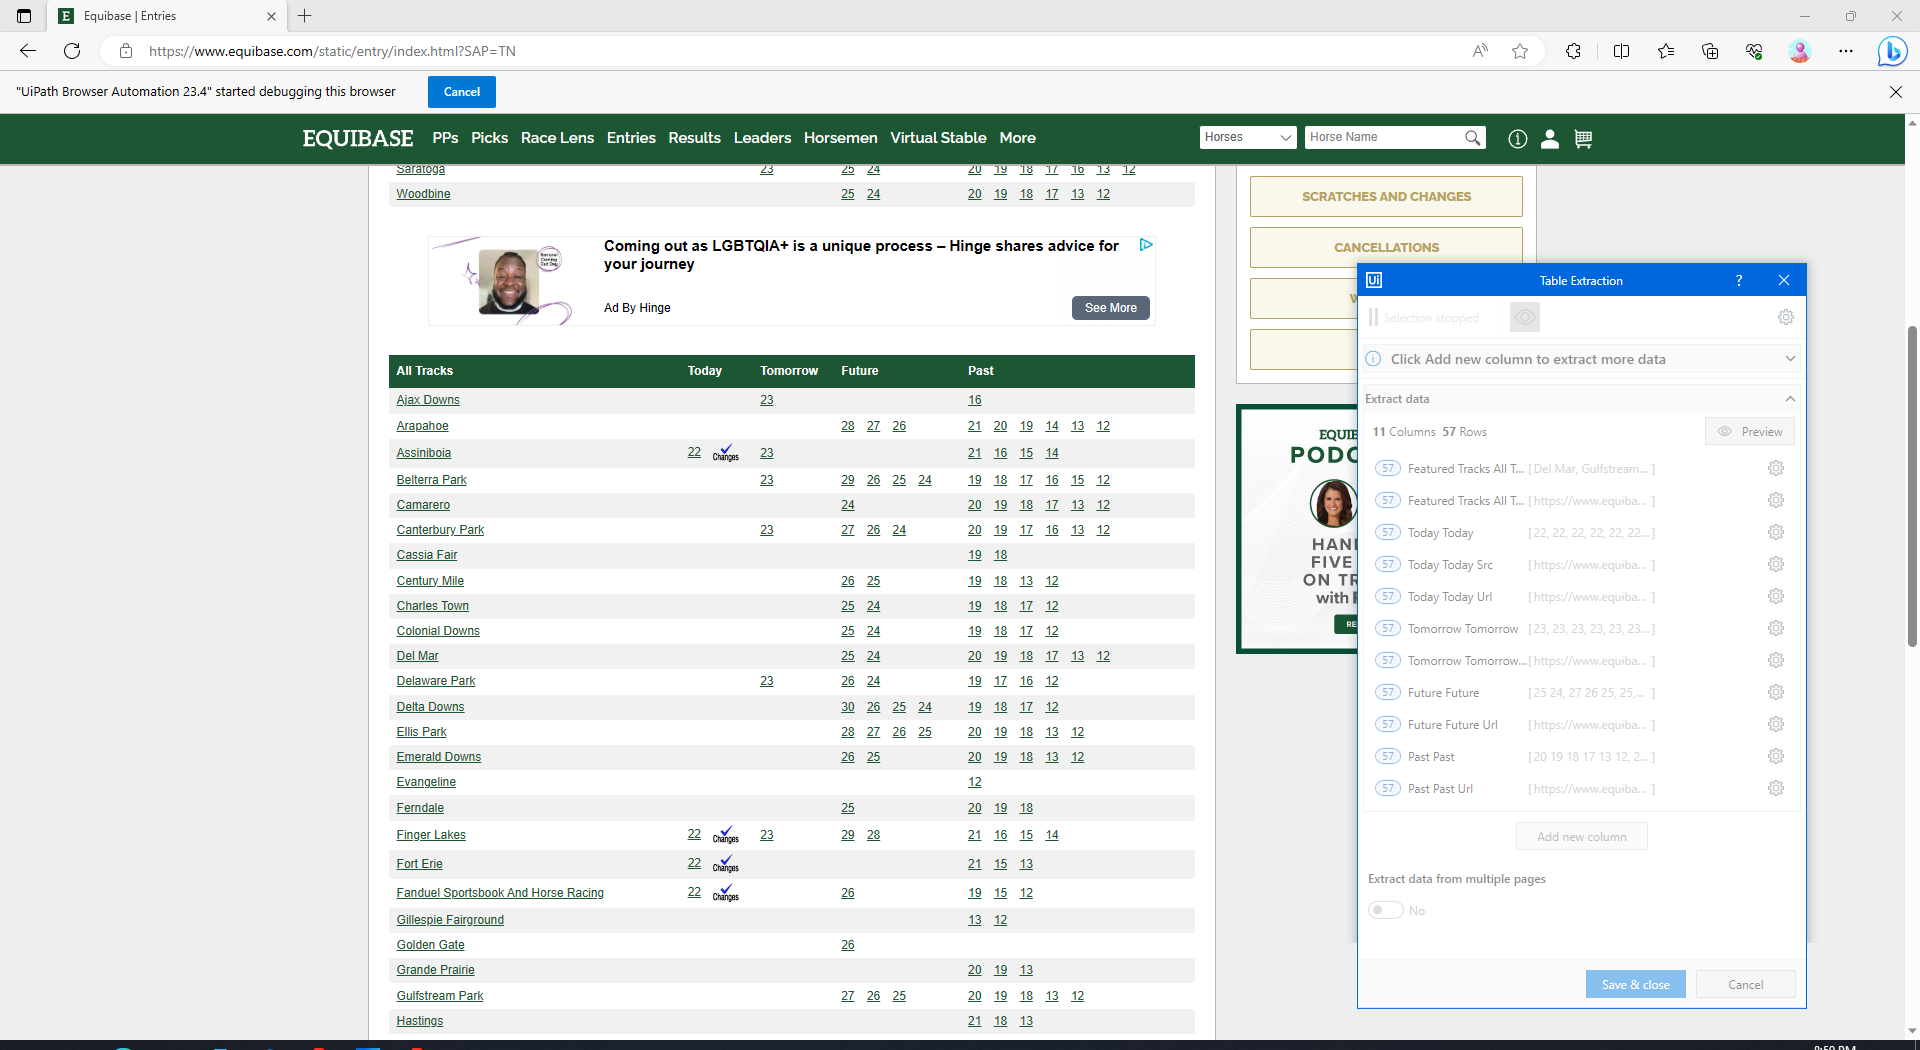 Equibase | Entries
https://www.equibase.com/static/entry/index.html?SAP=TN
"UiPath Browser Automation 23.4" started debugging this browser Cancel
EQUIBASE PPs Picks Race Lens Entries Results Leaders Horsemen Virtual Stable More Horses Horse Name
Saratoga 23 25 24 20 19 18 17 16 13 12
Woodbine 25 24 20 19 18 17 13 12
SCRATCHES AND CHANGES
CANCELLATIONS
W
Coming out as LGBTQIA+ is a unique process – Hinge shares advice for
your journey
National
Coming
Out Day
Ad By Hinge See More
All Tracks Today Tomorrow Future Past
Ajax Downs 23 16
Arapahoe 28 27 26 21 20 19 14 13 12
Assiniboia 22 Changes 23 21 16 15 14
Belterra Park 23 29 26 25 24 19 18 17 16 15 12
Camarero 24 20 19 18 17 13 12
Canterbury Park 23 27 26 24 20 19 17 16 13 12
Cassia Fair 19 18
Century Mile 26 25 19 18 13 12
Charles Town 25 24 19 18 17 12
Colonial Downs 25 24 19 18 17 12
Del Mar 25 24 20 19 18 17 13 12
Delaware Park 23 26 24 19 17 16 12
Delta Downs 30 26 25 24 19 18 17 12
Ellis Park 28 27 26 25 20 19 18 13 12
Emerald Downs 26 25 20 19 18 13 12
Evangeline 12
Ferndale 25 20 19 18
Finger Lakes 22 Changes 23 29 28 21 16 15 14
Fort Erie 22 Changes 21 15 13
Fanduel Sportsbook And Horse Racing 22 Changes 26 19 15 12
Gillespie Fairground 13 12
Golden Gate 26
Grande Prairie 20 19 13
Gulfstream Park 27 26 25 20 19 18 13 12
Hastings 21 18 13
EQUIB
PODC
HANI
FIVE
ON TR
with
RE
Ui Table Extraction ?
Selection stopped
Click Add new column to extract more data
Extract data
11 Columns 57 Rows Preview
57 Featured Tracks All T... [ Del Mar, Gulfstream... ]
57 Featured Tracks All T... [ https://www.equiba... ]
57 Today Today [ 22, 22, 22, 22, 22, 22... ]
57 Today Today Src [ https://www.equiba... ]
57 Today Today Url [ https://www.equiba... ]
57 Tomorrow Tomorrow [ 23, 23, 23, 23, 23, 23... ]
57 Tomorrow Tomorrow... [ https://www.equiba... ]
57 Future Future [ 25 24, 27 26 25, 25,... ]
57 Future Future Url [ https://www.equiba... ]
57 Past Past [ 20 19 18 17 13 12, 2... ]
57 Past Past Url [ https://www.equiba... ]
Add new column
Extract data from multiple pages
No
Save & close Cancel